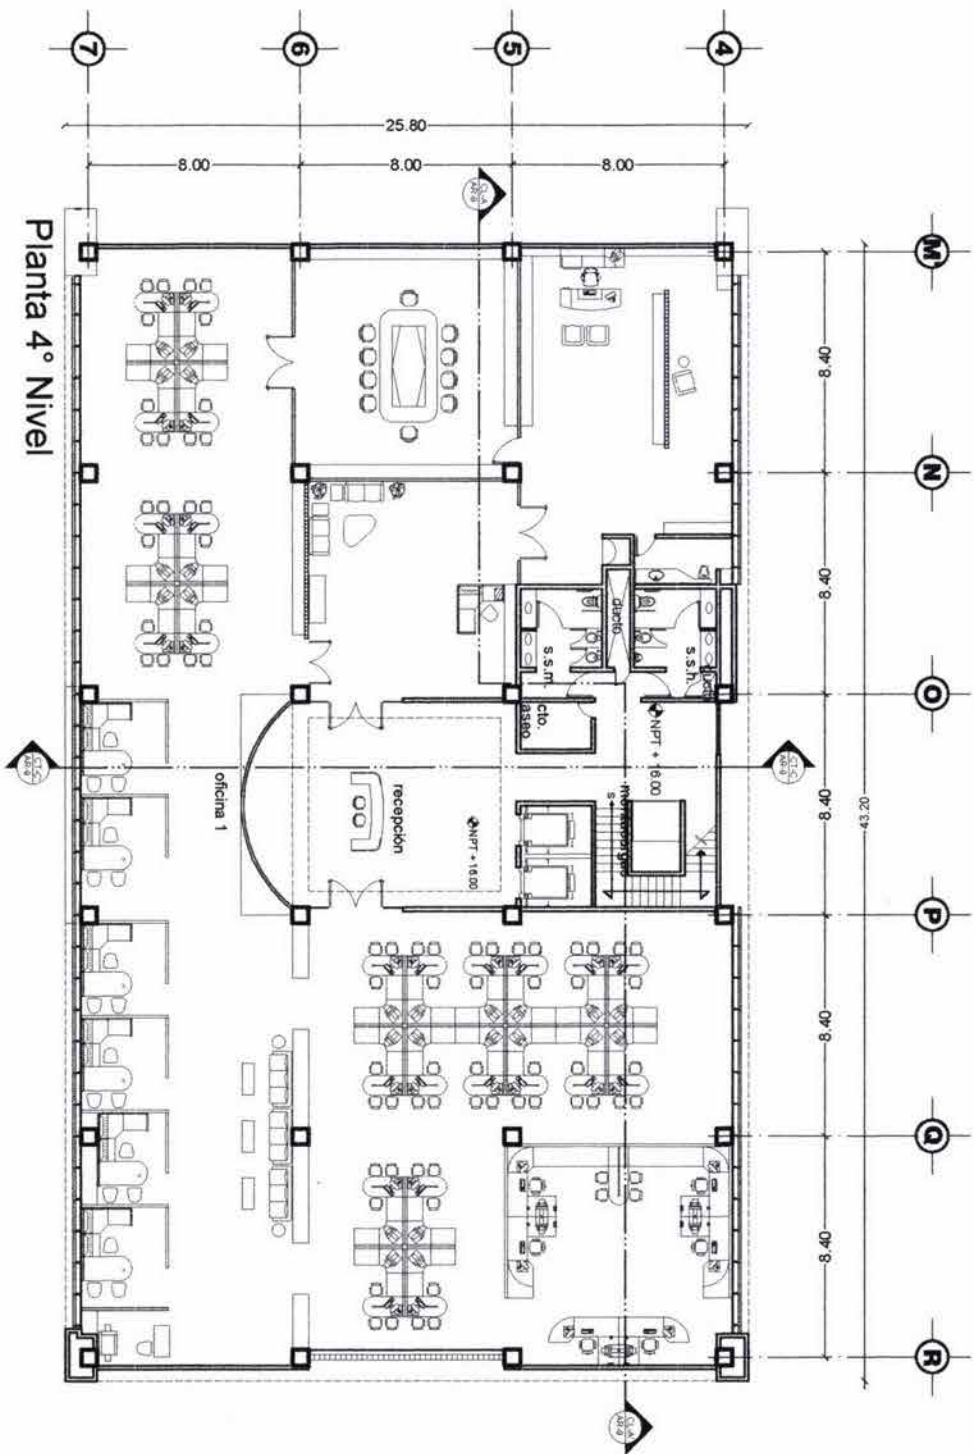 7
6
5
4
25.80
8.00
8.00
8.00
M'
N
O
P
Q
R
8.40
8.40
8.40
8.40
8.40
43.20
Planta 4° Nivel
ducto
s.s.m.
s.s.h.
ducto
cto.
aseo
NPT + 16.00
montacargas
s
recepción
NPT + 16.00
oficina 1